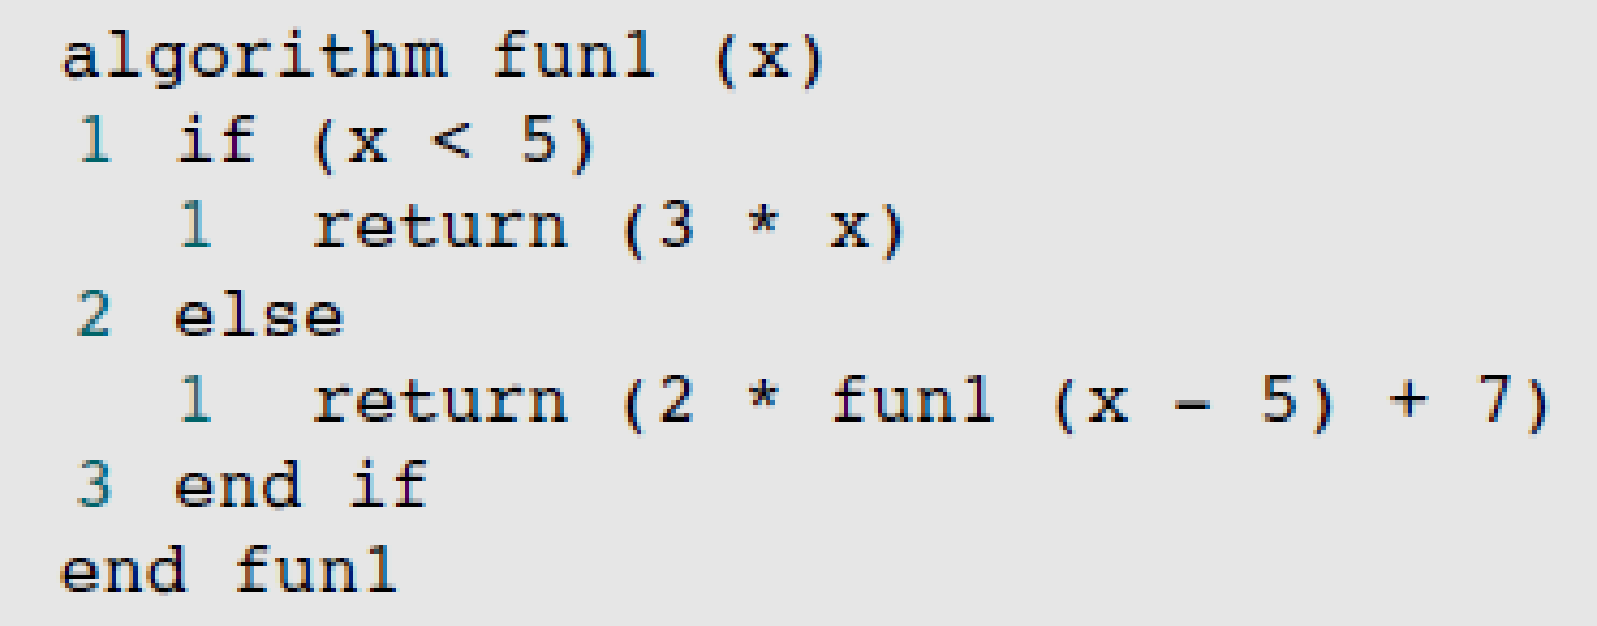 algorithm fun1 (x)
1 if (x < 5)
1 return (3 * x)
2 else
1 return (2 * fun1 (x - 5) + 7)
3 end if
end fun1